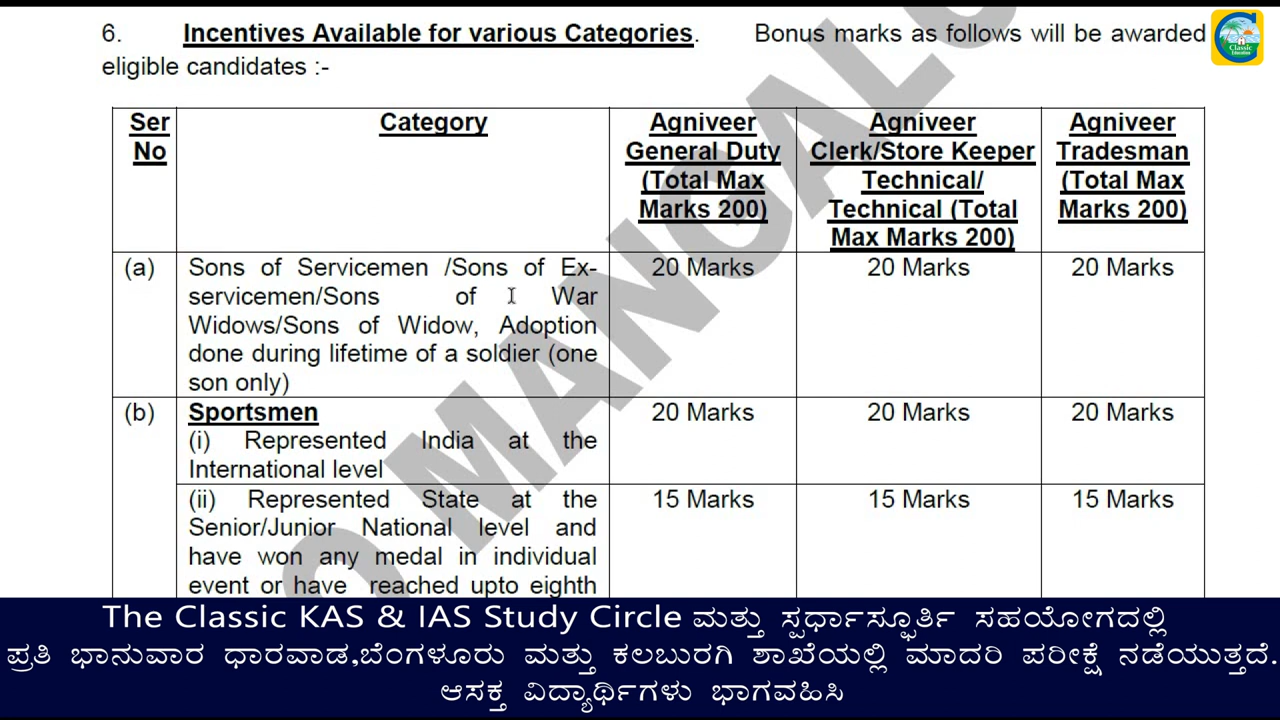 6. Incentives Available for various Categories. Bonus marks as follows will be awarded
eligible candidates :-
Classic
Education
Ser No | Category | Agniveer General Duty (Total Max Marks 200) | Agniveer Clerk/Store Keeper Technical/ Technical (Total Max Marks 200) | Agniveer Tradesman (Total Max Marks 200)
(a) | Sons of Servicemen /Sons of Ex- | 20 Marks | 20 Marks | 20 Marks
servicemen/Sons of War
Widows/Sons of Widow, Adoption
done during lifetime of a soldier (one
son only)
(b) | Sportsmen | 20 Marks | 20 Marks | 20 Marks
(i) Represented India at the
International level
(ii) Represented State at the | 15 Marks | 15 Marks | 15 Marks
Senior/Junior National level and
have won any medal in individual
event or have reached upto eighth
O MANGALO
The Classic KAS & IAS Study Circle ಮತ್ತು ಸ್ಪರ್ಧಾಸ್ಫೂರ್ತಿ ಸಹಯೋಗದಲ್ಲಿ
ಪ್ರತಿ ಭಾನುವಾರ ಧಾರವಾಡ,ಬೆಂಗಳೂರು ಮತ್ತು ಕಲಬುರಗಿ ಶಾಖೆಯಲ್ಲಿ ಮಾದರಿ ಪರೀಕ್ಷೆ ನಡೆಯುತ್ತದೆ.
ಆಸಕ್ತ ವಿದ್ಯಾರ್ಥಿಗಳು ಭಾಗವಹಿಸಿ